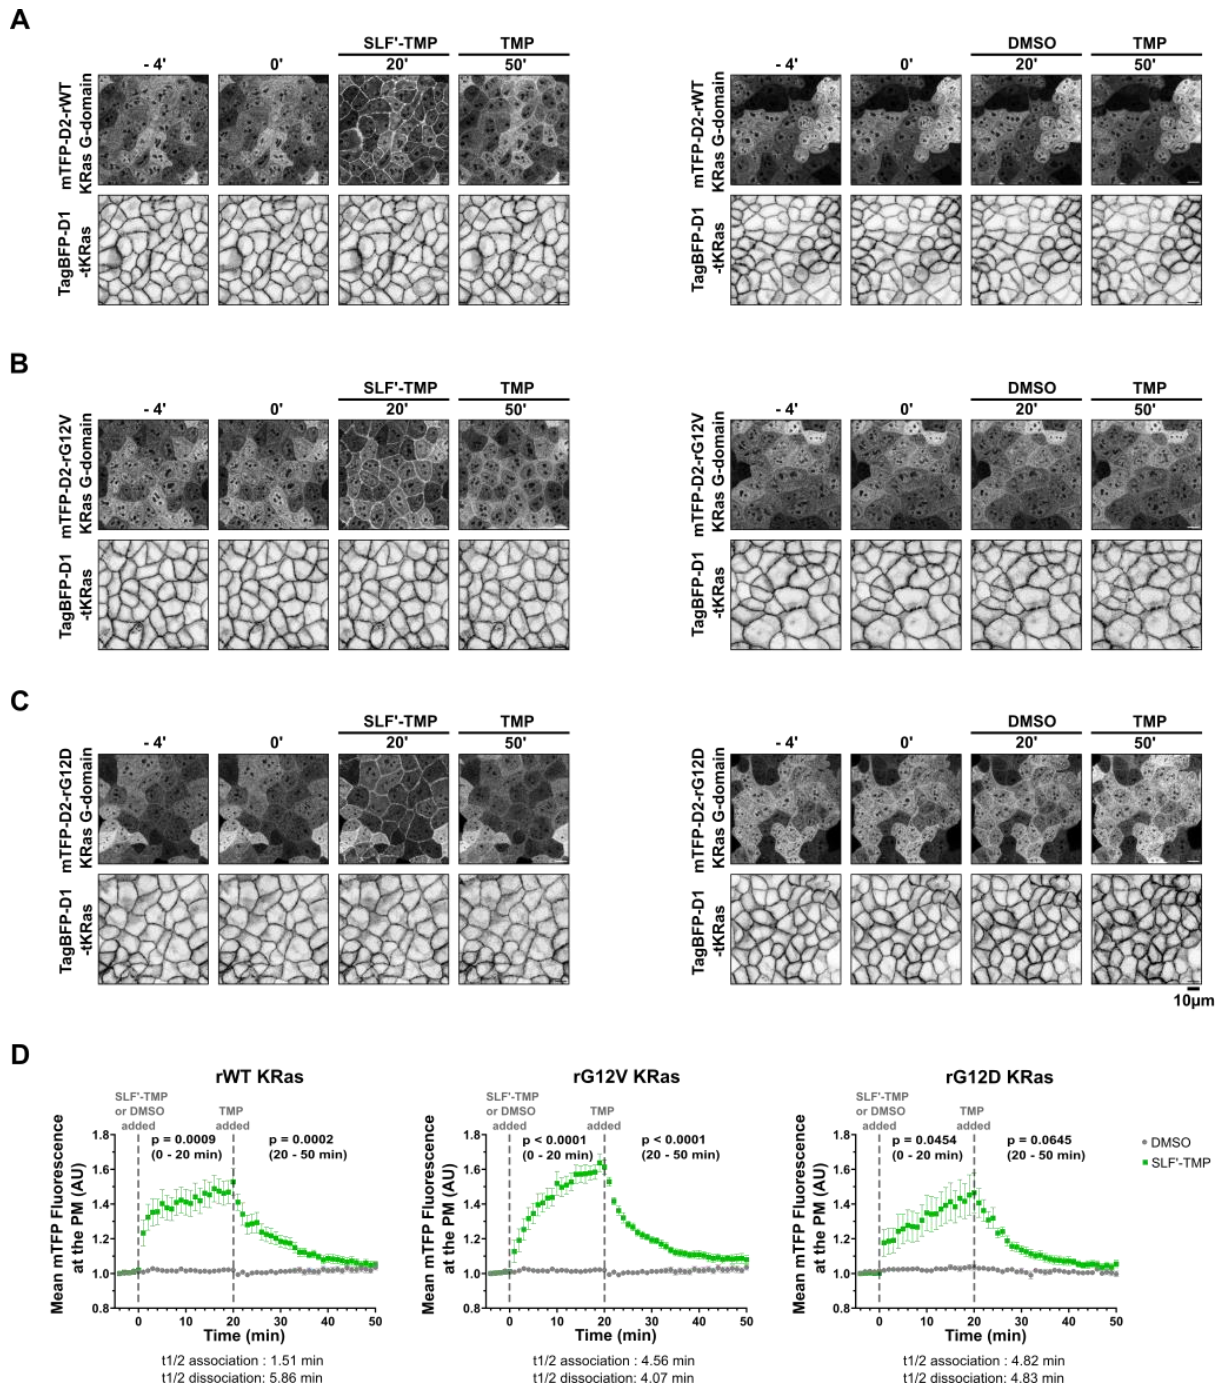 A
SLF'-TMP TMP
- 4' 0' 20' 50'
mTFP-D2-rWT
KRas G-domain
TagBFP-D1
-tKRas
DMSO TMP
- 4' 0' 20' 50'
mTFP-D2-rWT
KRas G-domain
TagBFP-D1
-tKRas
B
SLF'-TMP TMP
- 4' 0' 20' 50'
mTFP-D2-rG12V
KRas G-domain
TagBFP-D1
-tKRas
DMSO TMP
- 4' 0' 20' 50'
mTFP-D2-rG12V
KRas G-domain
TagBFP-D1
-tKRas
C
SLF'-TMP TMP
- 4' 0' 20' 50'
mTFP-D2-rG12D
KRas G-domain
TagBFP-D1
-tKRas
DMSO TMP
- 4' 0' 20' 50'
mTFP-D2-rG12D
KRas G-domain
TagBFP-D1
-tKRas
10µm
D
rWT KRas
SLF'-TMP
or DMSO
added
TMP
added
p = 0.0009
(0 - 20 min)
p = 0.0002
(20 - 50 min)
Mean mTFP Fluorescence
at the PM (AU)
1.8
1.6
1.4
1.2
1.0
0.8
0 10 20 30 40 50
Time (min)
t1/2 association : 1.51 min
t1/2 dissociation: 5.86 min
rG12V KRas
SLF'-TMP
or DMSO
added
TMP
added
p < 0.0001
(0 - 20 min)
p < 0.0001
(20 - 50 min)
Mean mTFP Fluorescence
at the PM (AU)
1.8
1.6
1.4
1.2
1.0
0.8
0 10 20 30 40 50
Time (min)
t1/2 association : 4.56 min
t1/2 dissociation: 4.07 min
rG12D KRas
SLF'-TMP
or DMSO
added
TMP
added
p = 0.0454
(0 - 20 min)
p = 0.0645
(20 - 50 min)
Mean mTFP Fluorescence
at the PM (AU)
1.8
1.6
1.4
1.2
1.0
0.8
0 10 20 30 40 50
Time (min)
t1/2 association : 4.82 min
t1/2 dissociation: 4.83 min
DMSO
SLF'-TMP